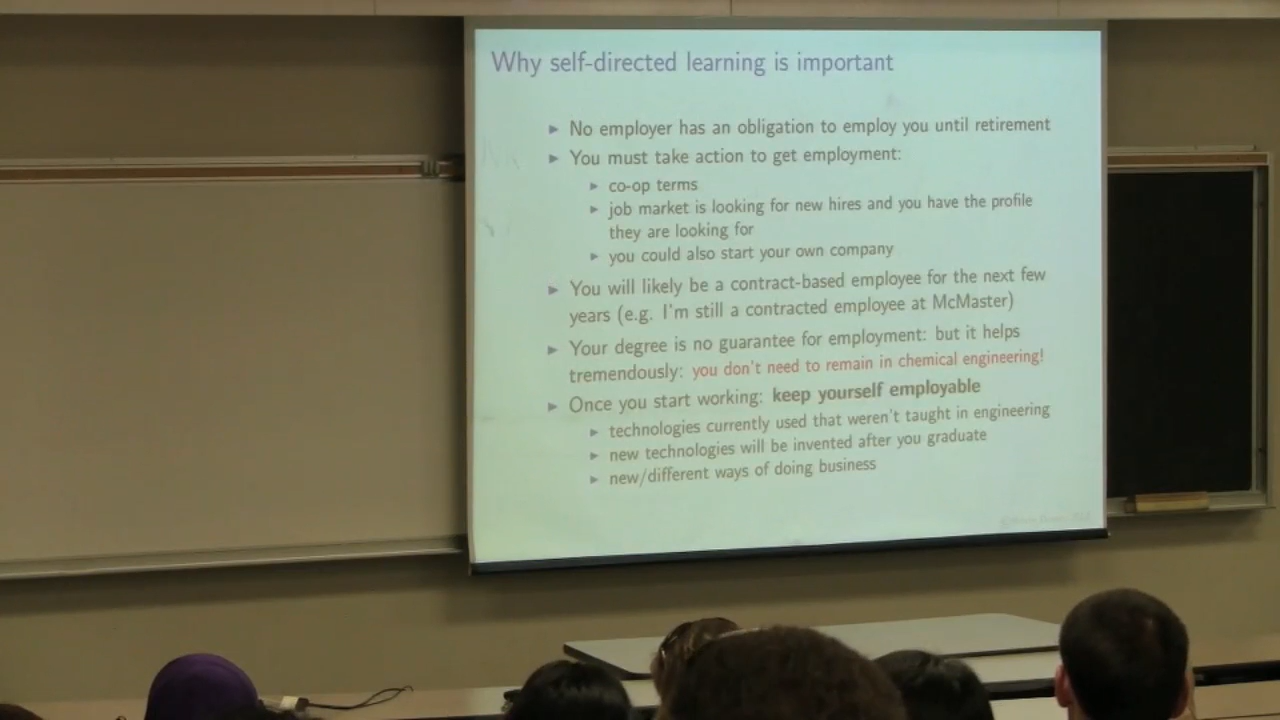 Why self-directed learning is important
▶ No employer has an obligation to employ you until retirement
▶ You must take action to get employment:
▶ co-op terms
▶ job market is looking for new hires and you have the profile
they are looking for
▶ you could also start your own company
▶ You will likely be a contract-based employee for the next few
years (e.g. I'm still a contracted employee at McMaster)
▶ Your degree is no guarantee for employment: but it helps
tremendously: you don't need to remain in chemical engineering!
▶ Once you start working: keep yourself employable
▶ technologies currently used that weren't taught in engineering
▶ new technologies will be invented after you graduate
▶ new/different ways of doing business